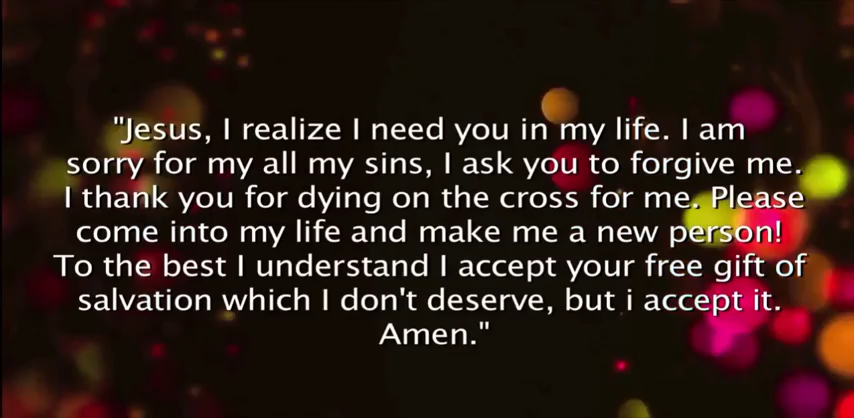 "Jesus, I realize I need you in my life. I am
sorry for my all my sins, I ask you to forgive me.
I thank you for dying on the cross for me. Please
come into my life and make me a new person!
To the best I understand I accept your free gift of
salvation which I don't deserve, but i accept it.
Amen."